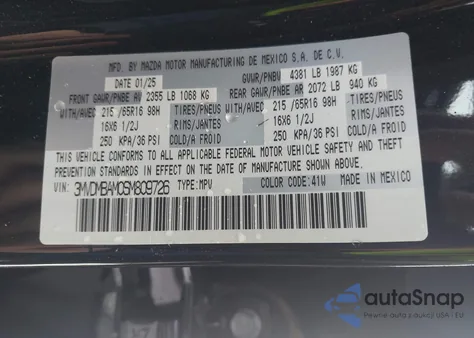 MFD. BY MAZDA MOTOR MANUFACTURING DE MEXICO S.A. DE C.V.
DATE 01/25 GVWR/PNBV 4381 LB 1987 KG
FRONT GAWR/PNBE AV 2355 LB 1068 KG REAR GAWR/PNBE AR 2072 LB 940 KG
WITH/AVEC 215/65R16 98H TIRES/PNEUS WITH/AVEC 215/65R16 98H TIRES/PNEUS
16X6 1/2J RIMS/JANTES 16X6 1/2J RIMS/JANTES
250 KPA/36 PSI COLD/A FROID 250 KPA/36 PSI COLD/A FROID
THIS VEHICLE CONFORMS TO ALL APPLICABLE FEDERAL MOTOR VEHICLE SAFETY AND THEFT
PREVENTION STANDARDS IN EFFECT ON THE DATE OF MANUFACTURE SHOWN ABOVE.
VIN: 3MVDMBAM0SM809726 TYPE:MPV COLOR CODE:41W MADE IN MEXICO
autaSnap
Pewne auta z aukcji USA - EU